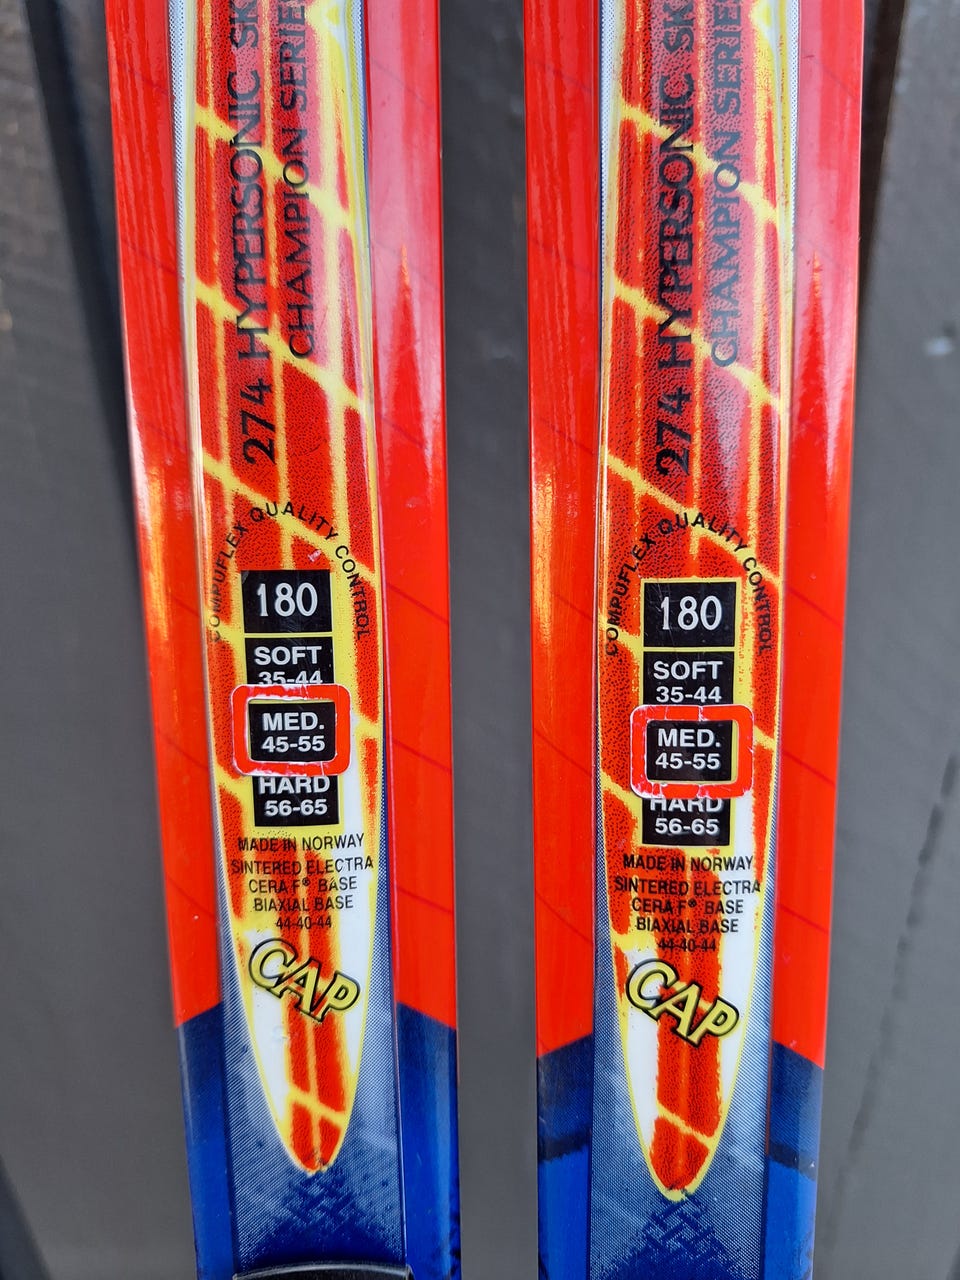 274 HYPERSONIC SK
CHAMPION SERIE
COMPUFLEX QUALITY CONTROL
180
SOFT
35-44
MED.
45-55
HARD
56-65
MADE IN NORWAY
SINTERED ELECTRA
CERA F® BASE
BIAXIAL BASE
44-40-44
CAP
274 HYPERSONIC SK
CHAMPION SERIE
COMPUFLEX QUALITY CONTROL
180
SOFT
35-44
MED.
45-55
HARD
56-65
MADE IN NORWAY
SINTERED ELECTRA
CERA F® BASE
BIAXIAL BASE
44-40-44
CAP